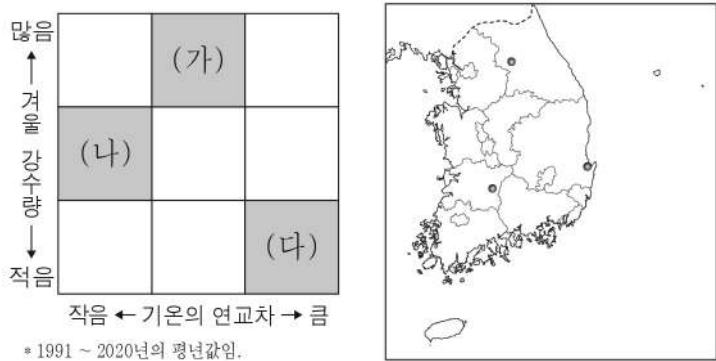 많음
↑
겨울 강수량
↓
적음
(가)
(나)
(다)
작음 ← 기온의 연교차 → 큼
* 1991 ~ 2020년의 평년값임.